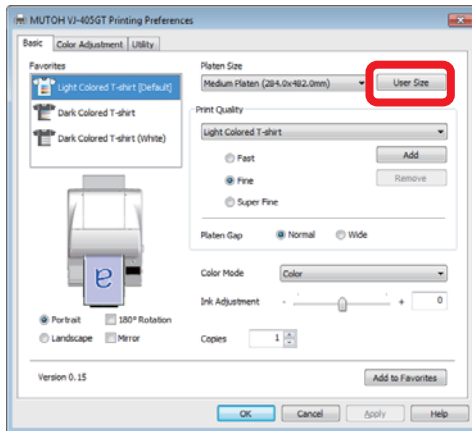 MUTOH VJ-405GT Printing Preferences
Basic Color Adjustment Utility
Favorites
Light Colored T-shirt [Default]
Dark Colored T-shirt
Dark Colored T-shirt (White)
a
Portrait 180° Rotation
Landscape Mirror
Platen Size
Medium Platen (284.0x482.0mm) User Size
Print Quality
Light Colored T-shirt
Fast Add
Fine Remove
Super Fine
Platen Gap Normal Wide
Color Mode Color
Ink Adjustment - + 0
Copies 1
Version 0.15 Add to Favorites
OK Cancel Apply Help